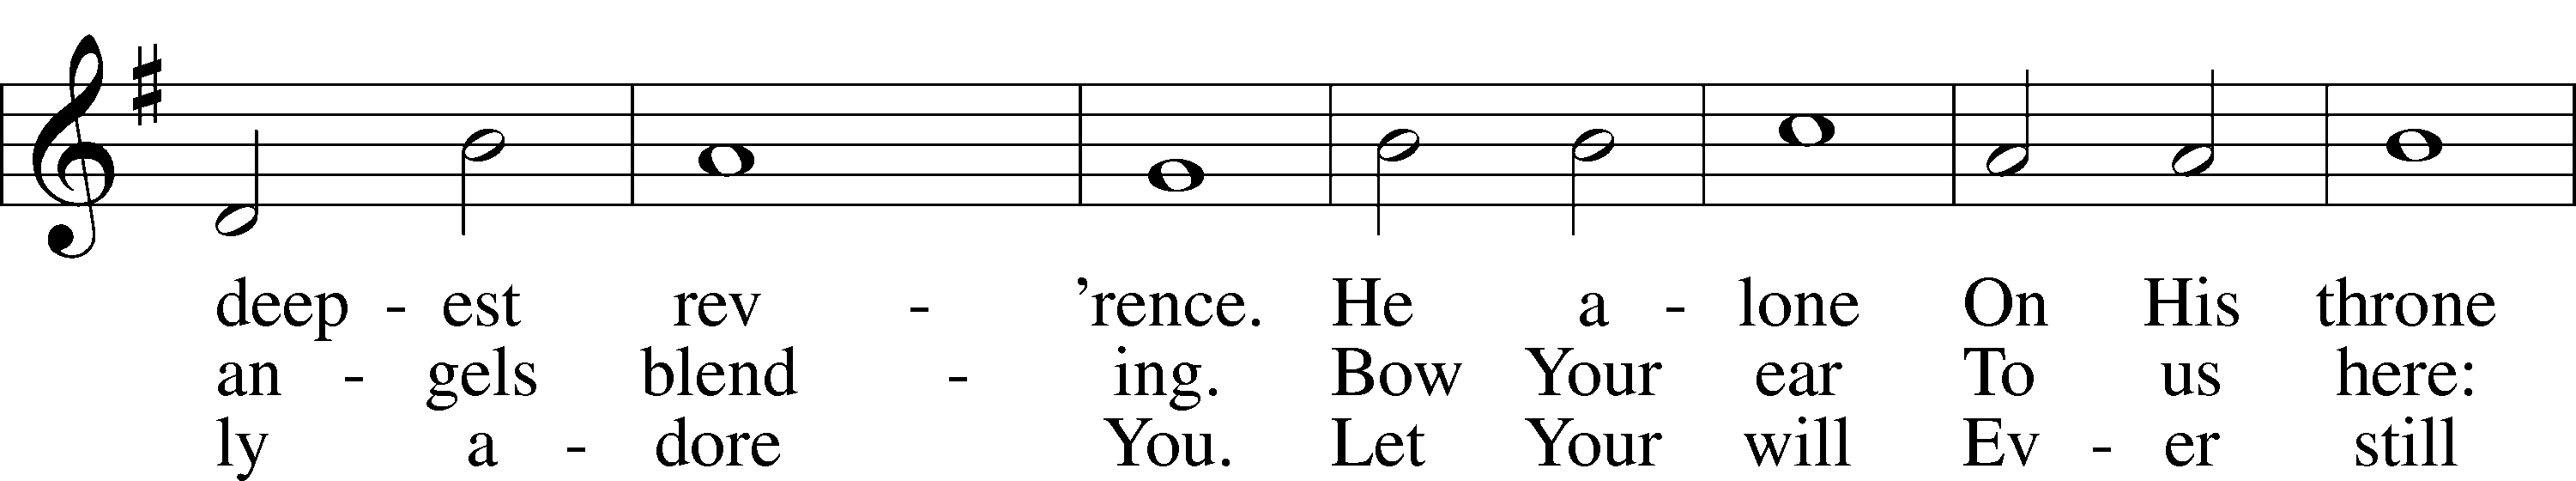 deep - est rev - ’rence. He a - lone On His throne
an - gels blend - ing. Bow Your ear To us here:
ly a - dore You. Let Your will Ev - er still